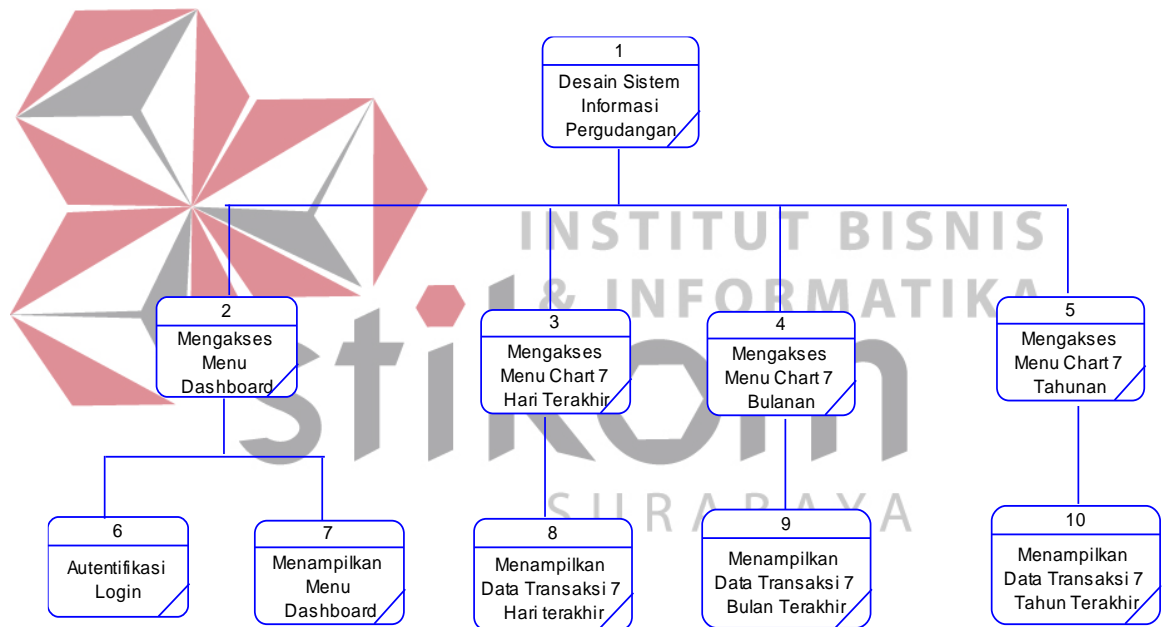 1
Desain Sistem
Informasi
Pergudangan
INSTITUT BISNIS
& INFORMATIKA
stikom
SURABAYA
2
Mengakses
Menu
Dashboard
3
Mengakses
Menu Chart 7
Hari Terakhir
4
Mengakses
Menu Chart 7
Bulanan
5
Mengakses
Menu Chart 7
Tahunan
6
Autentifikasi
Login
7
Menampilkan
Menu
Dashboard
8
Menampilkan
Data Transaksi 7
Hari terakhir
9
Menampilkan
Data Transaksi 7
Bulan Terakhir
10
Menampilkan
Data Transaksi 7
Tahun Terakhir